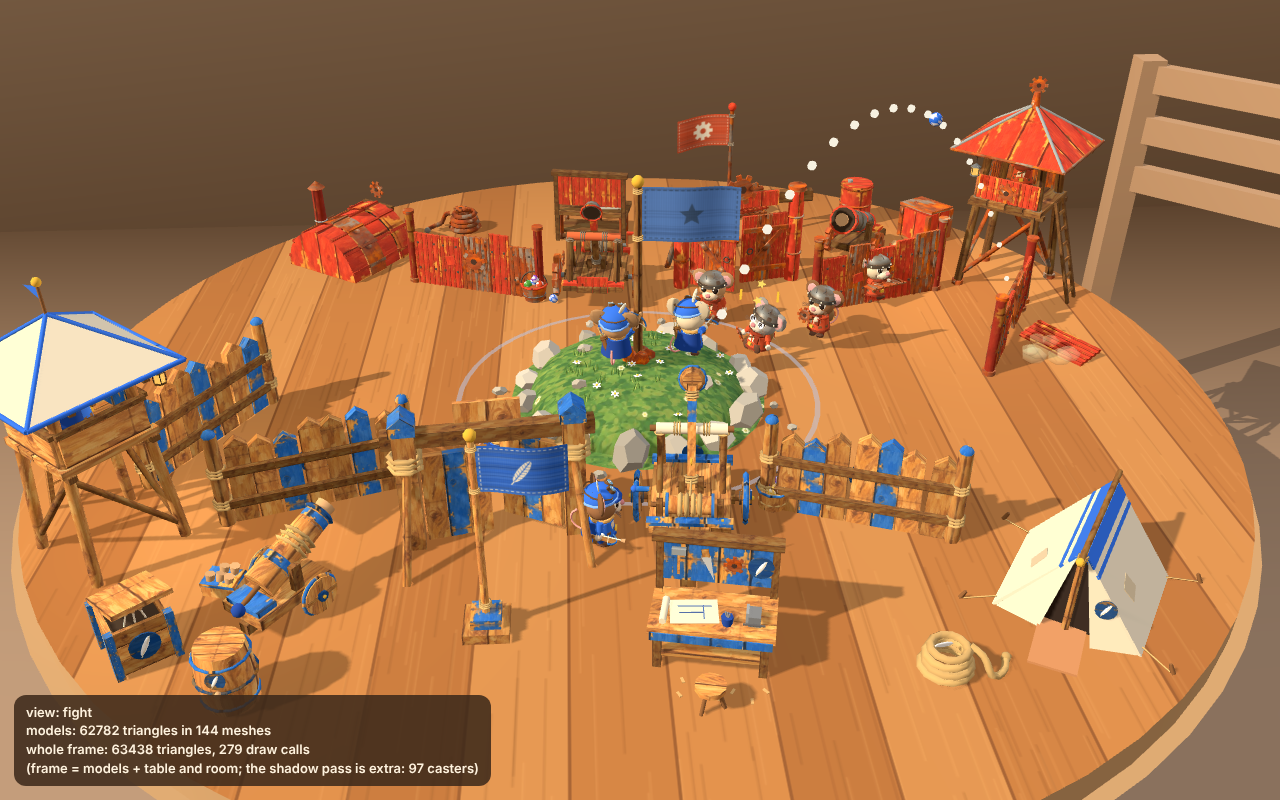 view: fight
models: 62782 triangles in 144 meshes
whole frame: 63438 triangles, 279 draw calls
(frame = models + table and room; the shadow pass is extra: 97 casters)